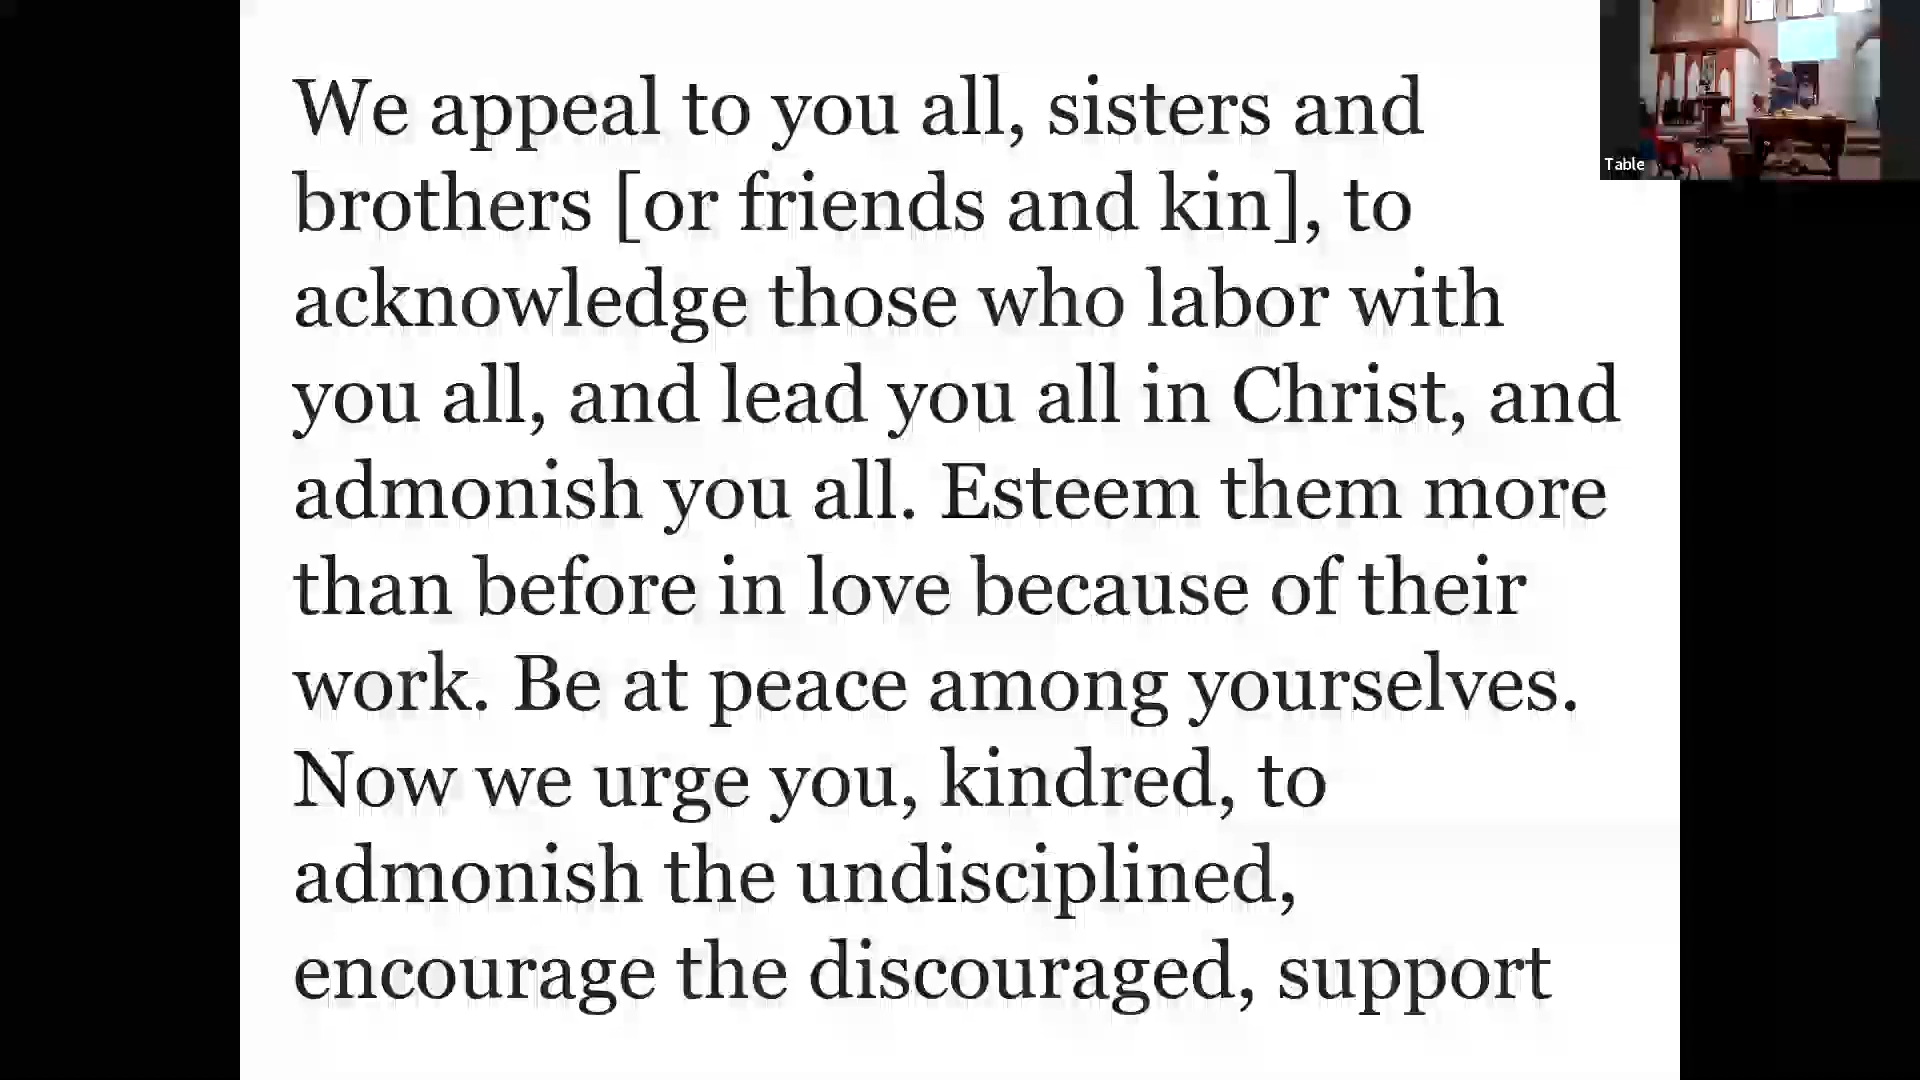 We appeal to you all, sisters and
brothers [or friends and kin], to
acknowledge those who labor with
you all, and lead you all in Christ, and
admonish you all. Esteem them more
than before in love because of their
work. Be at peace among yourselves.
Now we urge you, kindred, to
admonish the undisciplined,
encourage the discouraged, support
Table